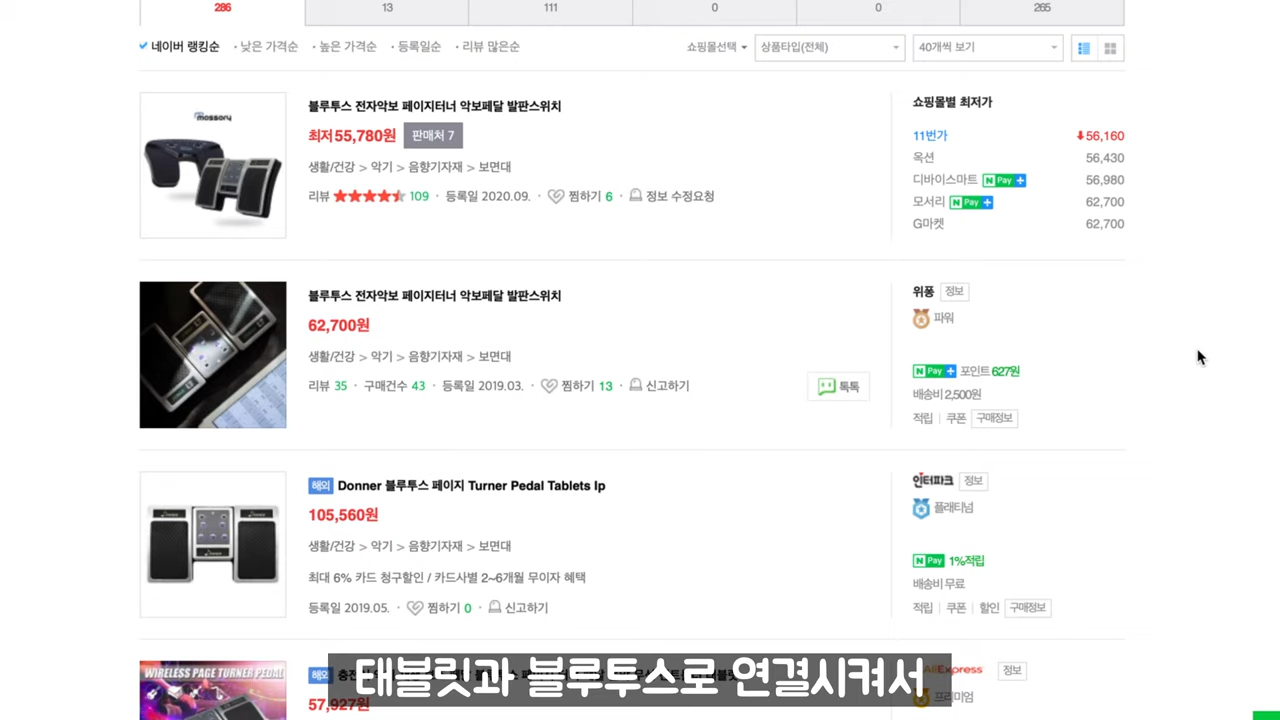 286
13
111
0
0
265
네이버 랭킹순 · 낮은 가격순 · 높은 가격순 · 등록일순 · 리뷰 많은순
쇼핑몰선택
상품타입(전체)
40개씩 보기
mossory
블루투스 전자악보 페이지터너 악보페달 발판스위치
최저 55,780원 판매처 7
생활/건강 > 악기 > 음향기자재 > 보면대
리뷰 109 · 등록일 2020.09. · 찜하기 6 · 정보 수정요청
쇼핑몰별 최저가
11번가 56,160
옥션 56,430
디바이스마트 N Pay + 56,980
모서리 N Pay + 62,700
G마켓 62,700
블루투스 전자악보 페이지터너 악보페달 발판스위치
62,700원
생활/건강 > 악기 > 음향기자재 > 보면대
리뷰 35 · 구매건수 43 · 등록일 2019.03. · 찜하기 13 · 신고하기
톡톡
위퐁 정보
파워
N Pay + 포인트 627원
배송비 2,500원
적립 쿠폰 구매정보
해외 Donner 블루투스 페이지 Turner Pedal Tablets Ip
105,560원
생활/건강 > 악기 > 음향기자재 > 보면대
최대 6% 카드 청구할인 / 카드사별 2~6개월 무이자 혜택
등록일 2019.05. · 찜하기 0 · 신고하기
인터파크 정보
플래티넘
N Pay 1%적립
배송비 무료
적립 쿠폰 할인 구매정보
WIRELESS PAGE TURNER PEDAL
해외
57,927원
AliExpress 정보
프리미엄
태블릿과 블루투스로 연결시켜서